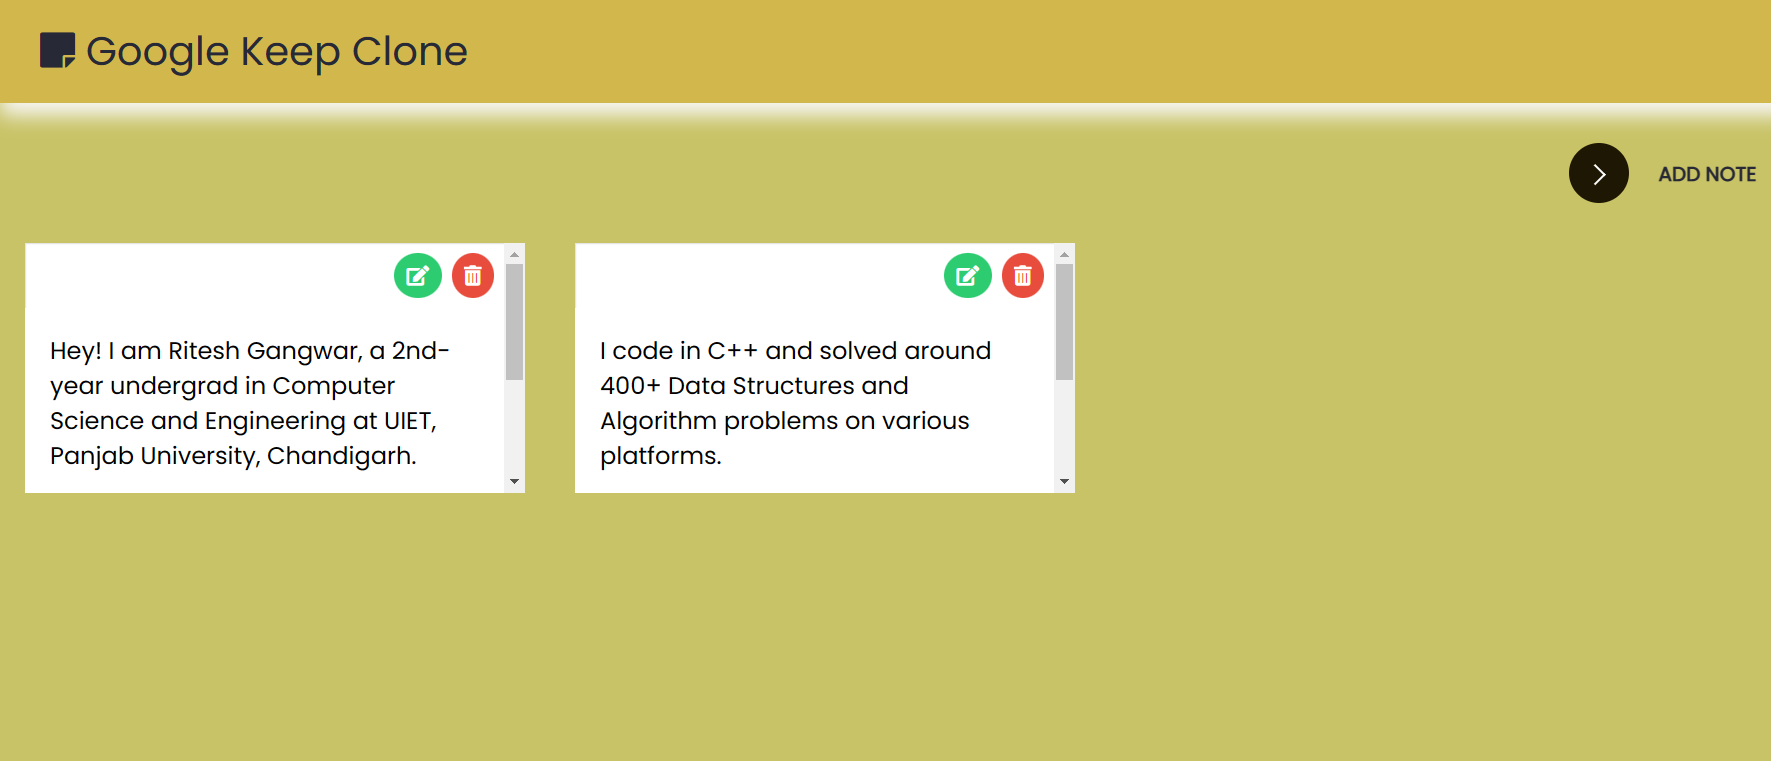 Google Keep Clone
ADD NOTE
Hey! I am Ritesh Gangwar, a 2nd-
year undergrad in Computer
Science and Engineering at UIET,
Panjab University, Chandigarh.
I code in C++ and solved around
400+ Data Structures and
Algorithm problems on various
platforms.